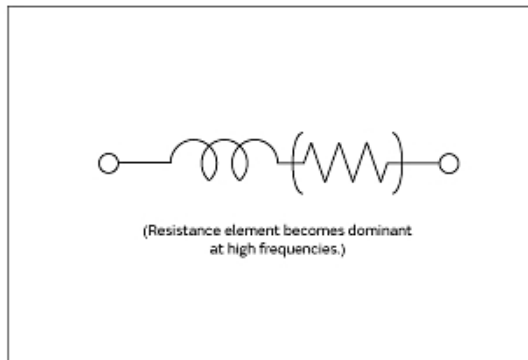 (Resistance element becomes dominant
at high frequencies.)